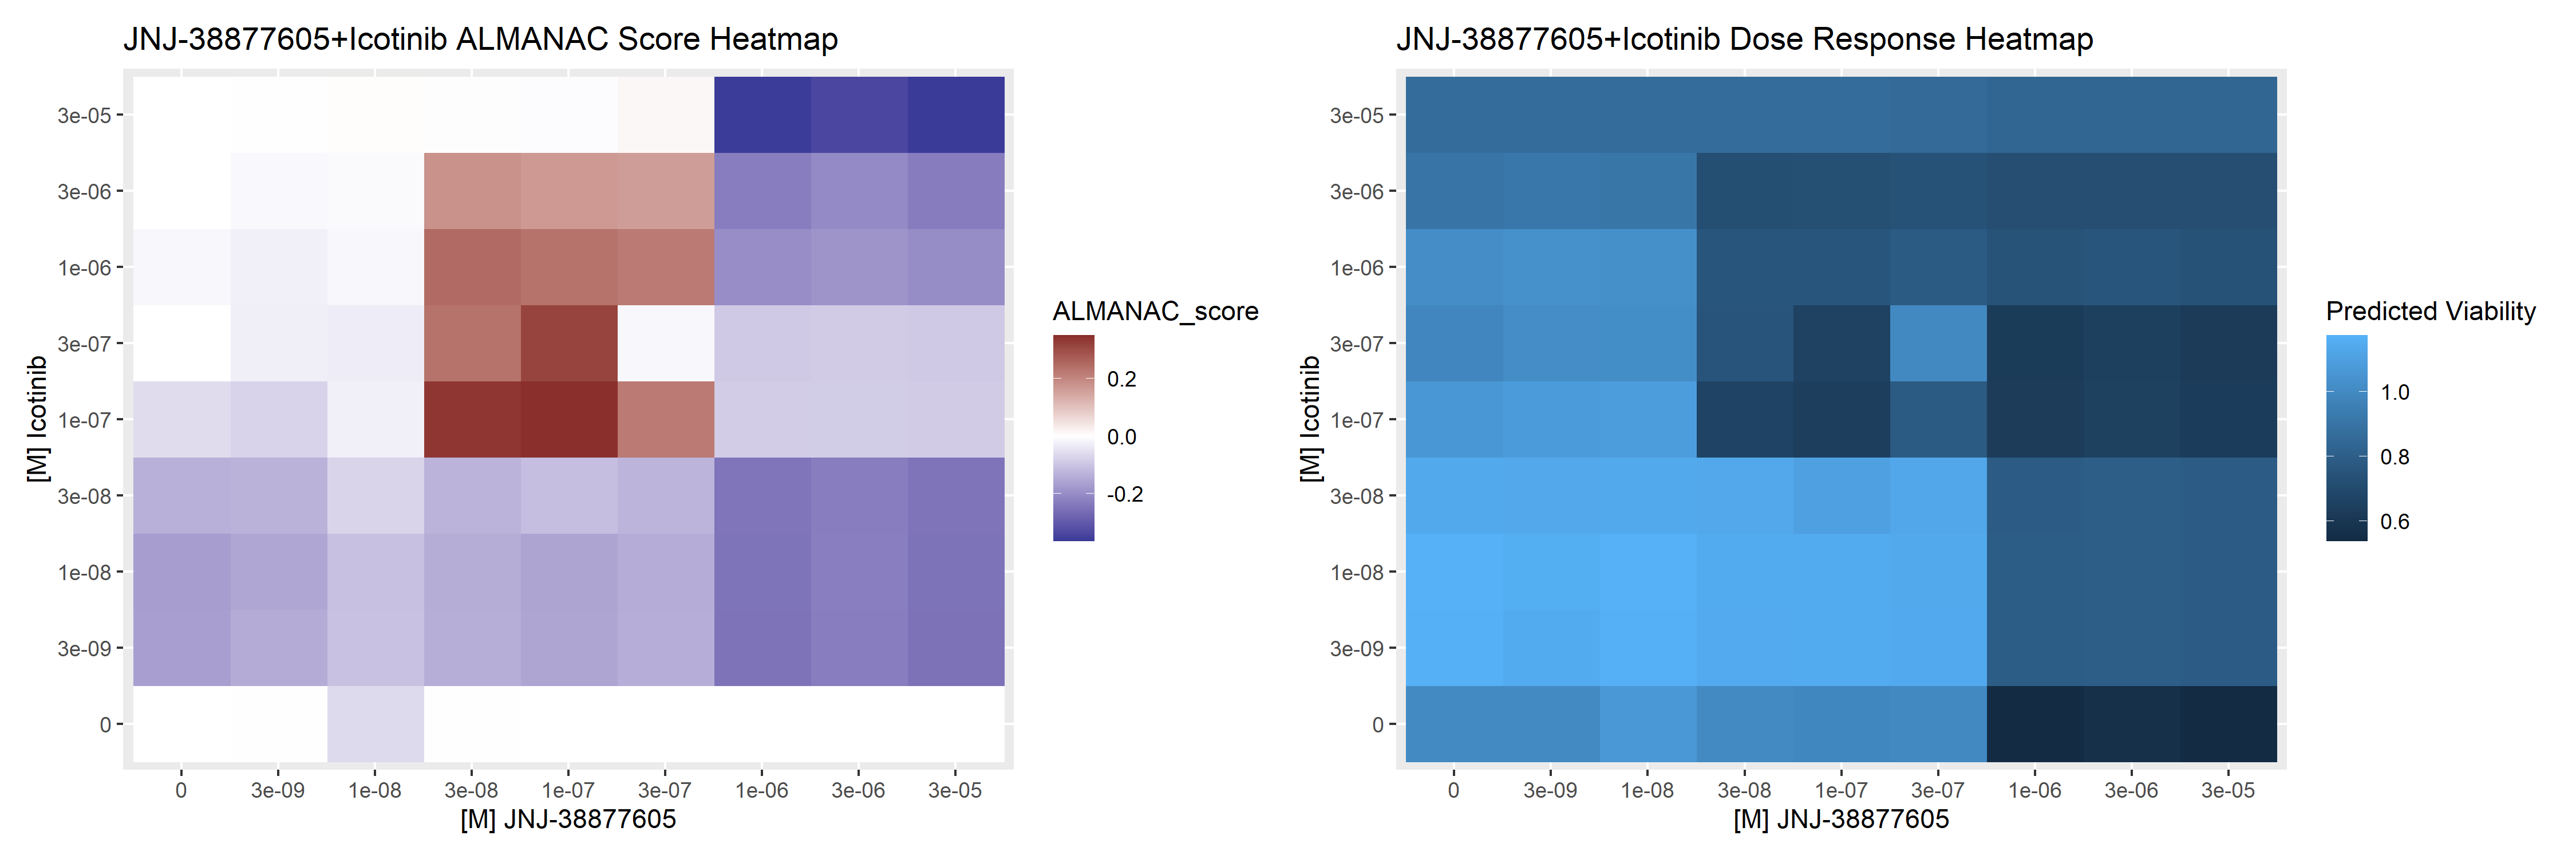 JNJ-38877605+Icotinib ALMANAC Score Heatmap
[M] Icotinib
3e-05
3e-06
1e-06
3e-07
1e-07
3e-08
1e-08
3e-09
0
0 3e-09 1e-08 3e-08 1e-07 3e-07 1e-06 3e-06 3e-05
[M] JNJ-38877605
ALMANAC_score
0.2
0.0
-0.2
JNJ-38877605+Icotinib Dose Response Heatmap
[M] Icotinib
3e-05
3e-06
1e-06
3e-07
1e-07
3e-08
1e-08
3e-09
0
0 3e-09 1e-08 3e-08 1e-07 3e-07 1e-06 3e-06 3e-05
[M] JNJ-38877605
Predicted Viability
1.0
0.8
0.6